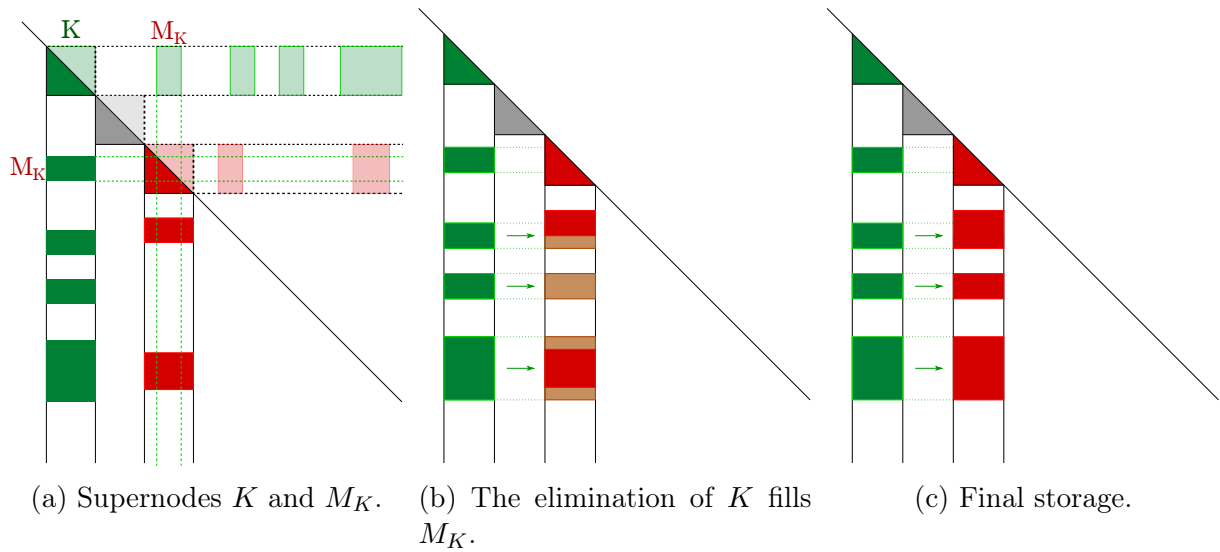 K
M_K
M_K
(a) Supernodes K and M_K.
(b) The elimination of K fills
M_K.
(c) Final storage.